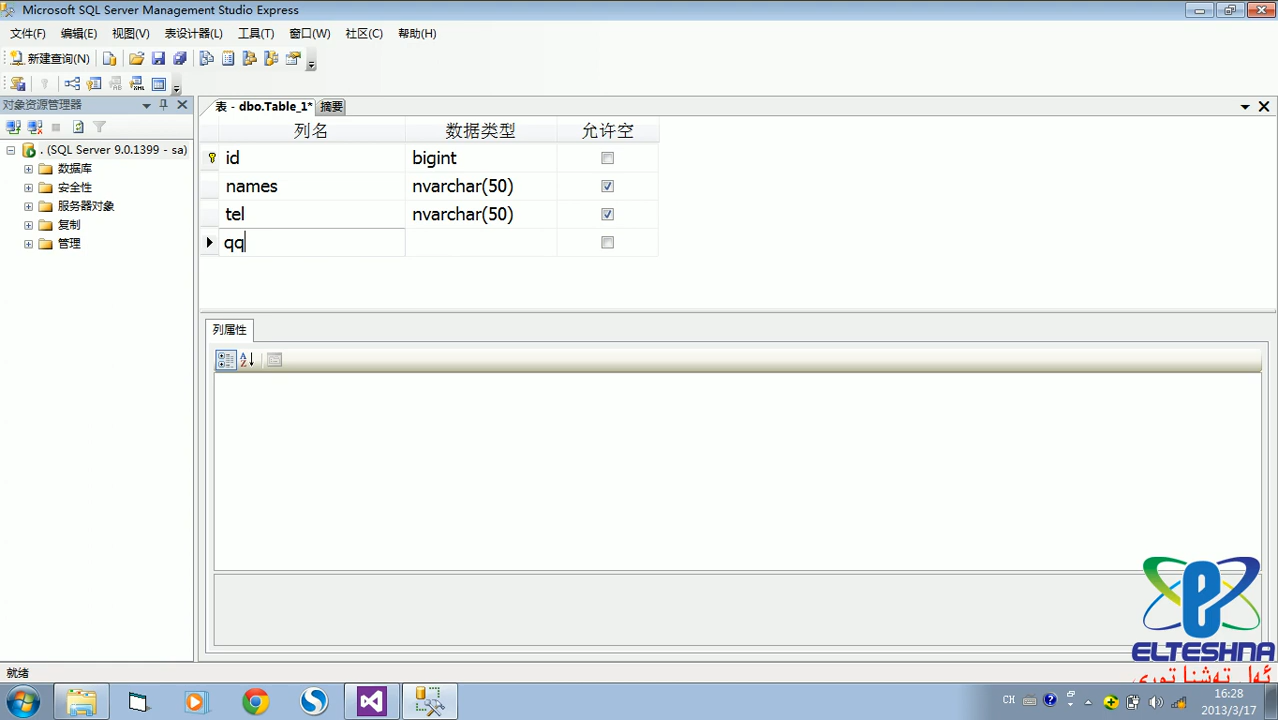 Microsoft SQL Server Management Studio Express
文件(F) 编辑(E) 视图(V) 表设计器(L) 工具(T) 窗口(W) 社区(C) 帮助(H)
新建查询(N)
对象资源管理器
表 - dbo.Table_1* 摘要
列名 数据类型 允许空
. (SQL Server 9.0.1399 - sa)
数据库
安全性
服务器对象
复制
管理
id bigint
names nvarchar(50)
tel nvarchar(50)
qq
列属性
ELTESHNA
ئەل تەشنا تورى
就绪
CH
16:28
2013/3/17